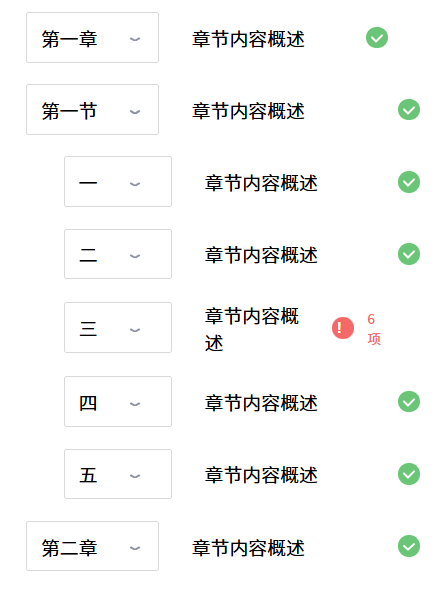 第一章 章节内容概述
第一节 章节内容概述
一 章节内容概述
二 章节内容概述
三 章节内容概
述
6
项
四 章节内容概述
五 章节内容概述
第二章 章节内容概述